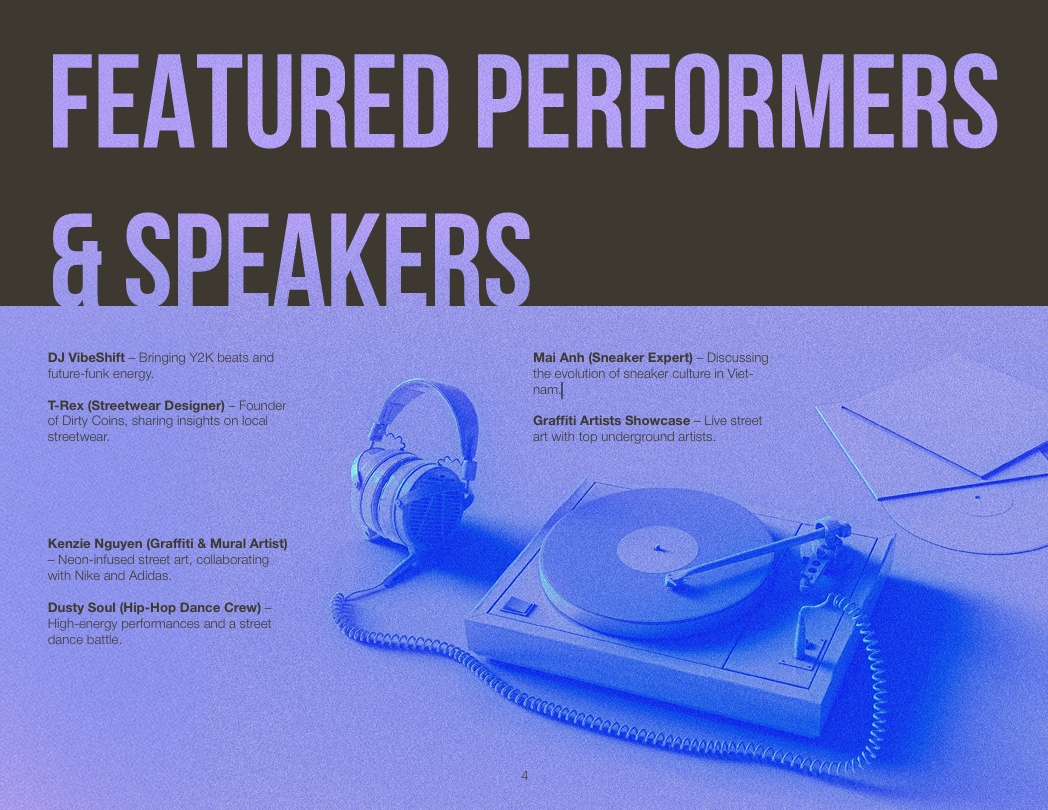 FEATURED PERFORMERS
& SPEAKERS
DJ VibeShift – Bringing Y2K beats and
future-funk energy.
T-Rex (Streetwear Designer) – Founder
of Dirty Coins, sharing insights on local
streetwear.
Kenzie Nguyen (Graffiti & Mural Artist)
– Neon-infused street art, collaborating
with Nike and Adidas.
Dusty Soul (Hip-Hop Dance Crew) –
High-energy performances and a street
dance battle.
Mai Anh (Sneaker Expert) – Discussing
the evolution of sneaker culture in Viet-
nam.
Graffiti Artists Showcase – Live street
art with top underground artists.
4